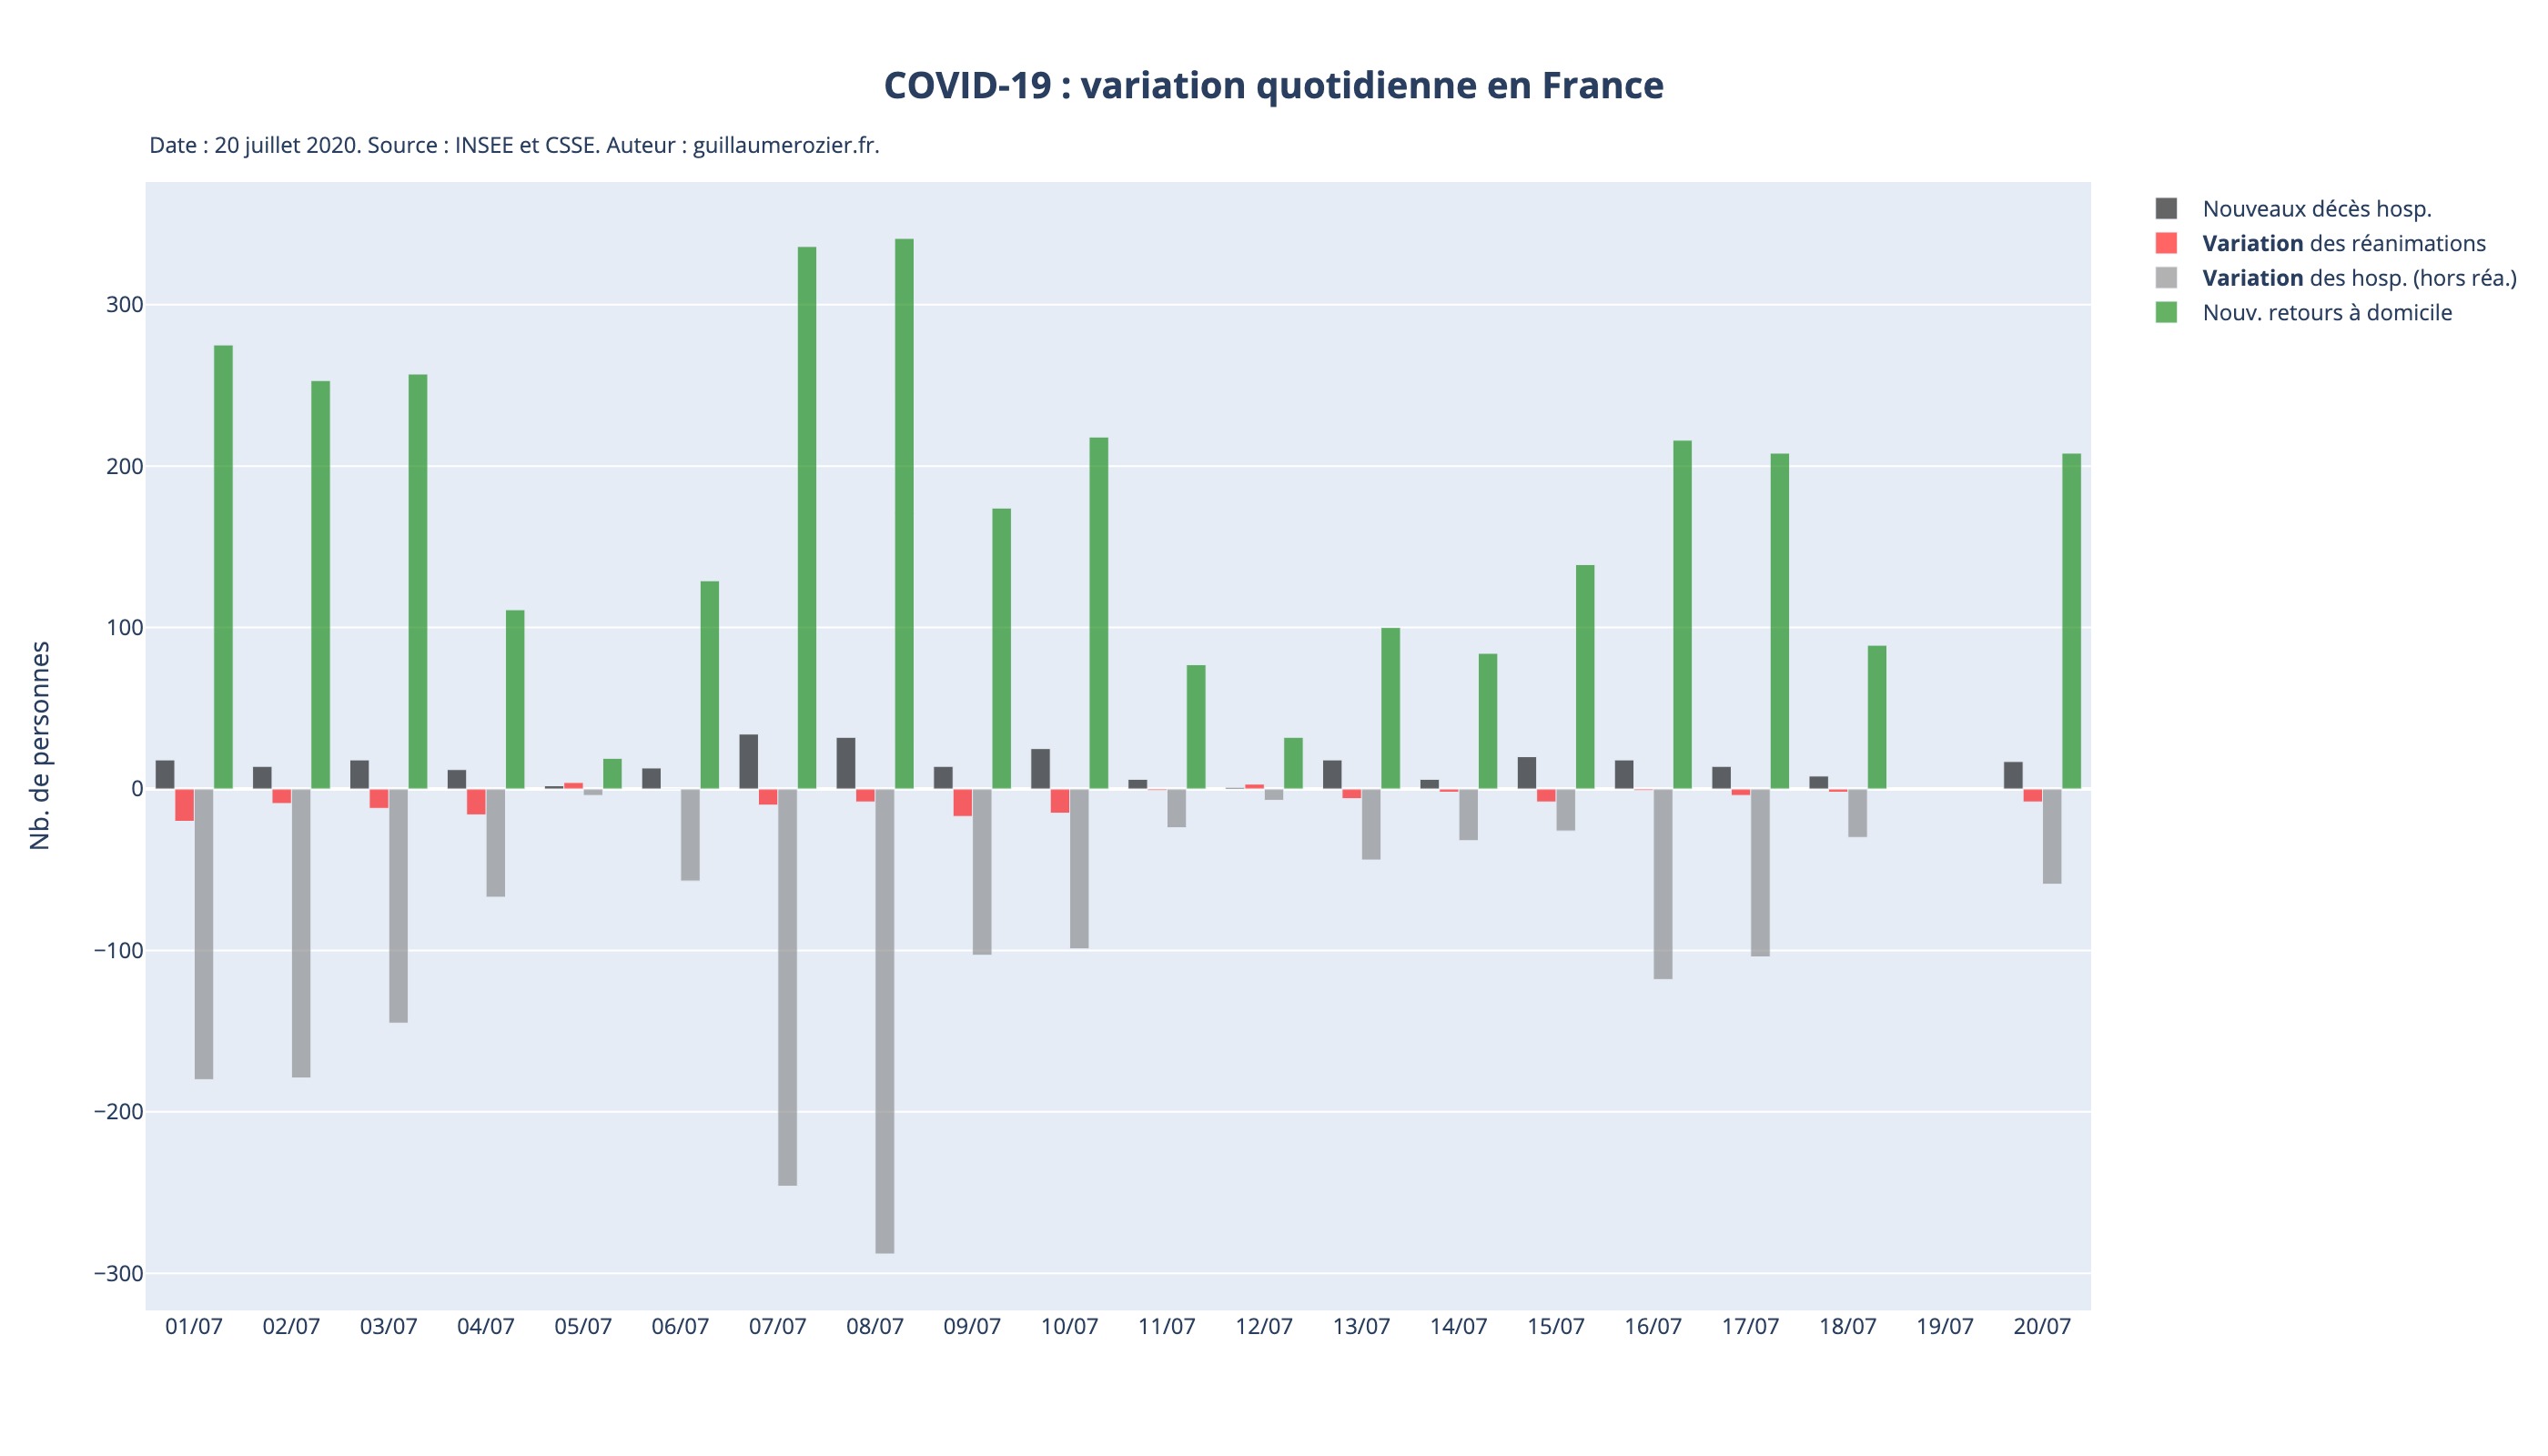 COVID-19 : variation quotidienne en France
Date : 20 juillet 2020. Source : INSEE et CSSE. Auteur : guillaumerozier.fr.
Nouveaux décès hosp.
Variation des réanimations
Variation des hosp. (hors réa.)
Nouv. retours à domicile
Nb. de personnes
300
200
100
0
−100
−200
−300
01/07 02/07 03/07 04/07 05/07 06/07 07/07 08/07 09/07 10/07 11/07 12/07 13/07 14/07 15/07 16/07 17/07 18/07 19/07 20/07